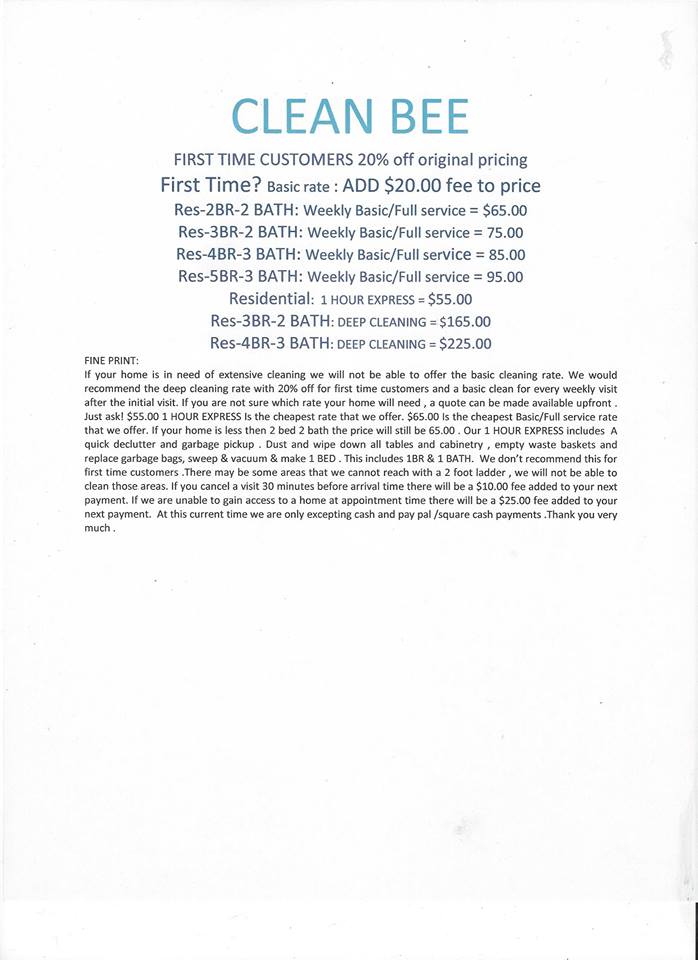 CLEAN BEE
FIRST TIME CUSTOMERS 20% off original pricing
First Time? Basic rate : ADD $20.00 fee to price
Res-2BR-2 BATH: Weekly Basic/Full service = $65.00
Res-3BR-2 BATH: Weekly Basic/Full service = 75.00
Res-4BR-3 BATH: Weekly Basic/Full service = 85.00
Res-5BR-3 BATH: Weekly Basic/Full service = 95.00
Residential: 1 HOUR EXPRESS = $55.00
Res-3BR-2 BATH: DEEP CLEANING = $165.00
Res-4BR-3 BATH: DEEP CLEANING = $225.00
FINE PRINT:
If your home is in need of extensive cleaning we will not be able to offer the basic cleaning rate. We would
recommend the deep cleaning rate with 20% off for first time customers and a basic clean for every weekly visit
after the initial visit. If you are not sure which rate your home will need , a quote can be made available upfront .
Just ask! $55.00 1 HOUR EXPRESS Is the cheapest rate that we offer. $65.00 Is the cheapest Basic/Full service rate
that we offer. If your home is less then 2 bed 2 bath the price will still be 65.00 . Our 1 HOUR EXPRESS includes A
quick declutter and garbage pickup . Dust and wipe down all tables and cabinetry , empty waste baskets and
replace garbage bags, sweep & vacuum & make 1 BED . This includes 1BR & 1 BATH. We don't recommend this for
first time customers .There may be some areas that we cannot reach with a 2 foot ladder , we will not be able to
clean those areas. If you cancel a visit 30 minutes before arrival time there will be a $10.00 fee added to your next
payment. If we are unable to gain access to a home at appointment time there will be a $25.00 fee added to your
next payment. At this current time we are only excepting cash and pay pal /square cash payments .Thank you very
much .